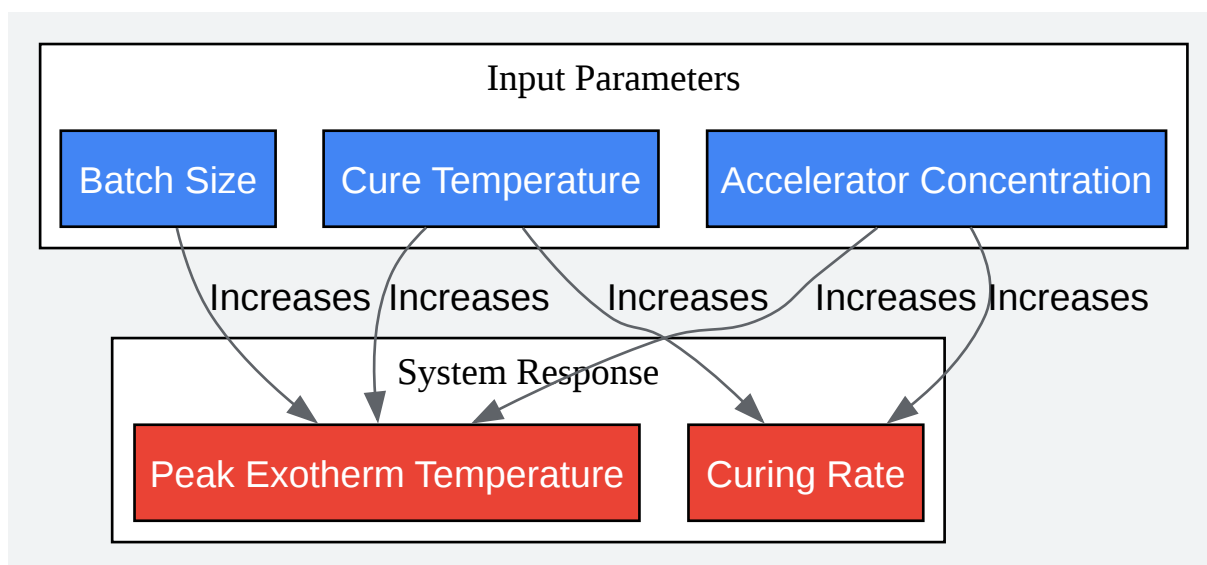 Input Parameters
Batch Size
Cure Temperature
Accelerator Concentration
Increases
Increases
Increases
Increases
Increases
System Response
Peak Exotherm Temperature
Curing Rate